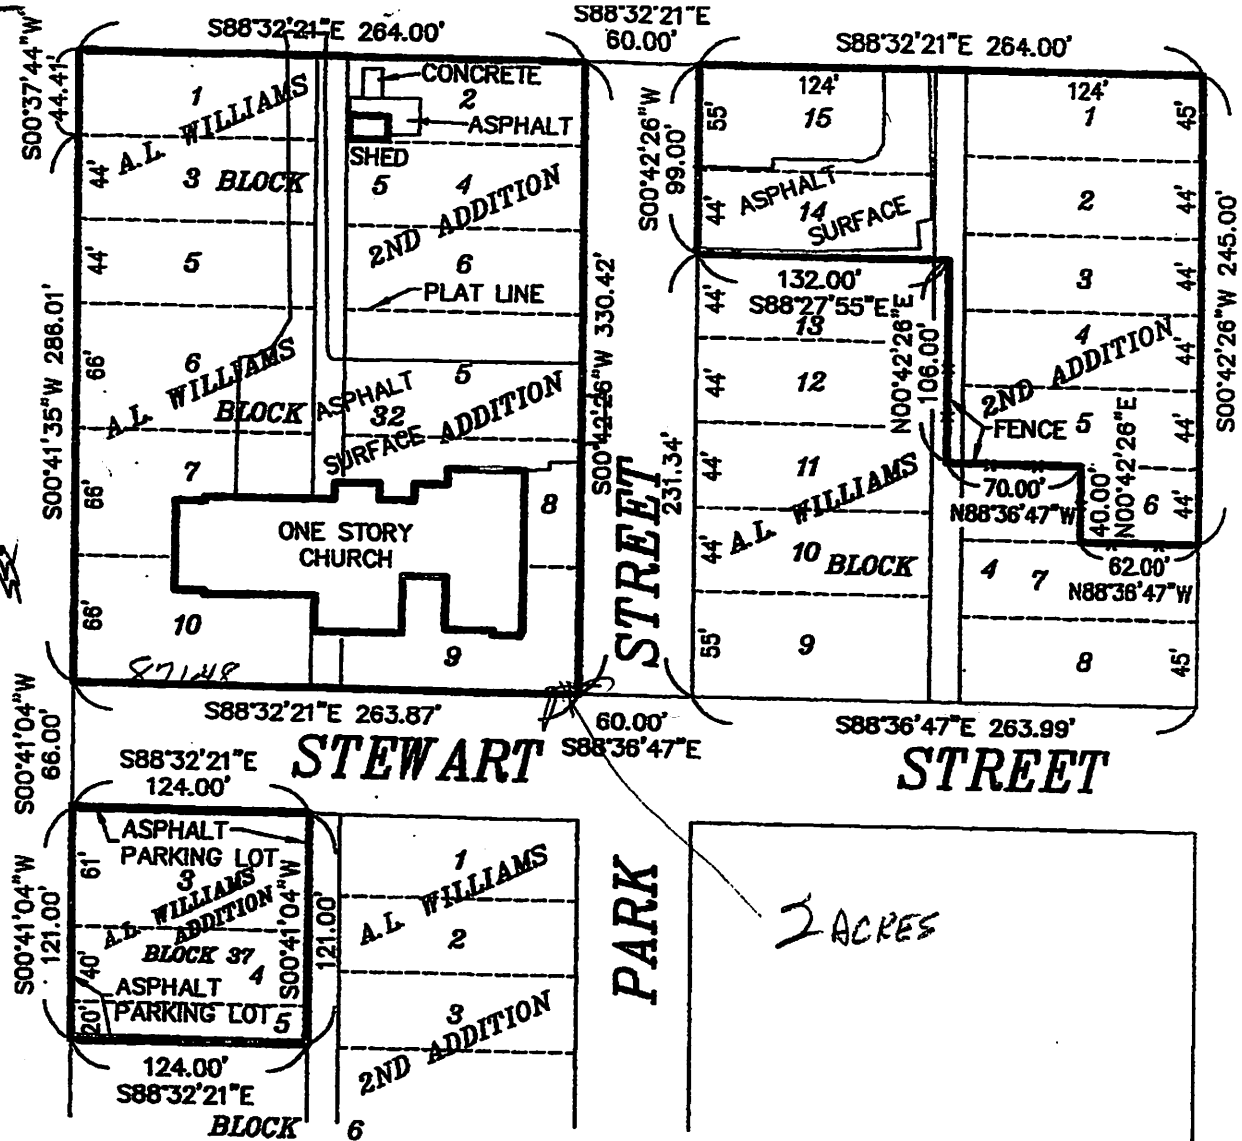 S88°32'21"E 264.00'
S88°32'21"E
60.00'
S88°32'21"E 264.00'
S00°37'44"W
44.41'
1
A.L. WILLIAMS
CONCRETE
2
ASPHALT
SHED
44'
3 BLOCK
5
4
2ND ADDITION
44'
5
6
PLAT LINE
S00°41'35"W 286.01'
66'
6
A.L. WILLIAMS
BLOCK
ASPHALT
32
SURFACE
5
ADDITION
66'
7
8
ONE STORY
CHURCH
66'
10
9
87148
S00°42'26"W 330.42'
S88°32'21"E 263.87'
S00°42'26"W
99.00'
55'
124'
15
44'
ASPHALT
14
SURFACE
132.00'
S88°27'55"E
124'
1
45'
2
44'
3
44'
4
44'
2ND ADDITION
FENCE
5
44'
6
44'
S00°42'26"W 245.00'
N00°42'26"E
106.00'
70.00'
N88°36'47"W
40.00'
N00°42'26"E
62.00'
N88°36'47"W
231.34'
44'
13
44'
12
44'
11
A.L. WILLIAMS
44'
10 BLOCK
4
7
55'
9
8
45'
STREET
60.00'
S88°36'47"E
S88°36'47"E 263.99'
STEWART
STREET
S00°41'04"W
66.00'
S88°32'21"E
124.00'
ASPHALT
PARKING LOT
61'
3
A.L. WILLIAMS
ADDITION
BLOCK 37
40'
4
ASPHALT
PARKING LOT
20'
5
S00°41'04"W
121.00'
S00°41'04"W
121.00'
124.00'
S88°32'21"E
BLOCK
6
1
A.L. WILLIAMS
2
3
2ND ADDITION
PARK
2 ACRES